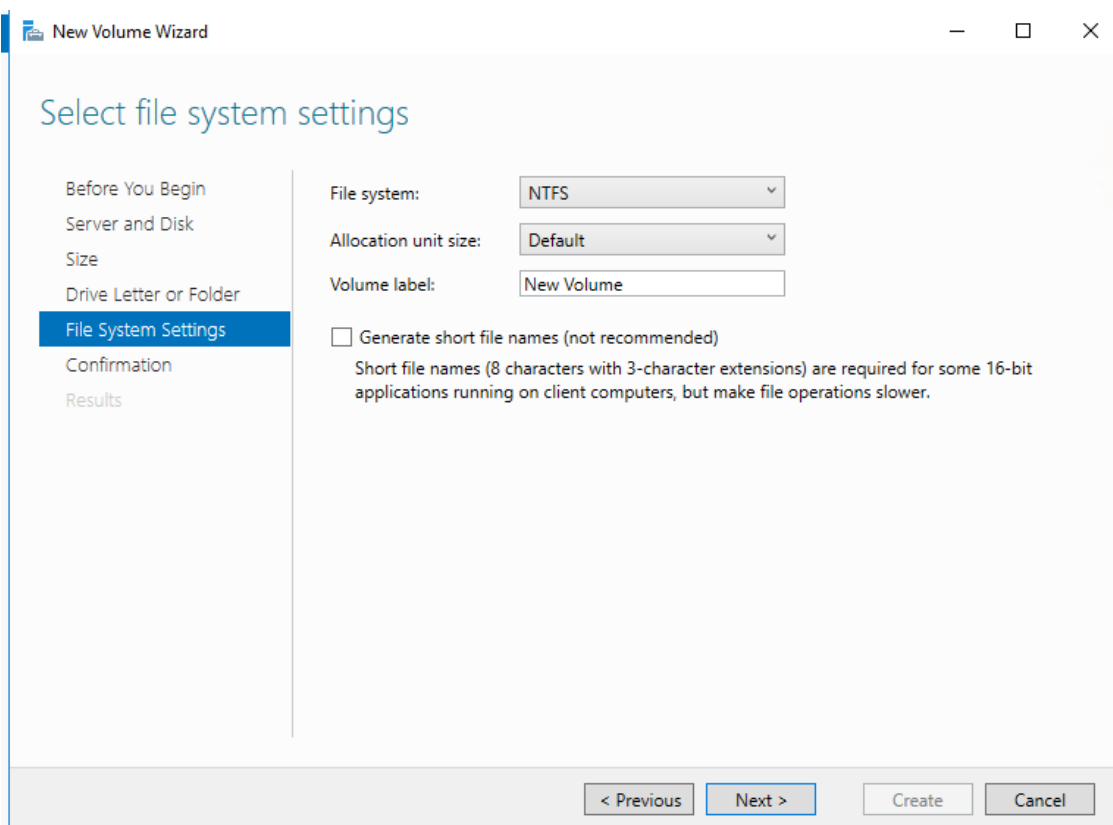 New Volume Wizard
Select file system settings
Before You Begin
Server and Disk
Size
Drive Letter or Folder
File System Settings
Confirmation
Results
File system: NTFS
Allocation unit size: Default
Volume label: New Volume
Generate short file names (not recommended)
Short file names (8 characters with 3-character extensions) are required for some 16-bit
applications running on client computers, but make file operations slower.
< Previous Next > Create Cancel